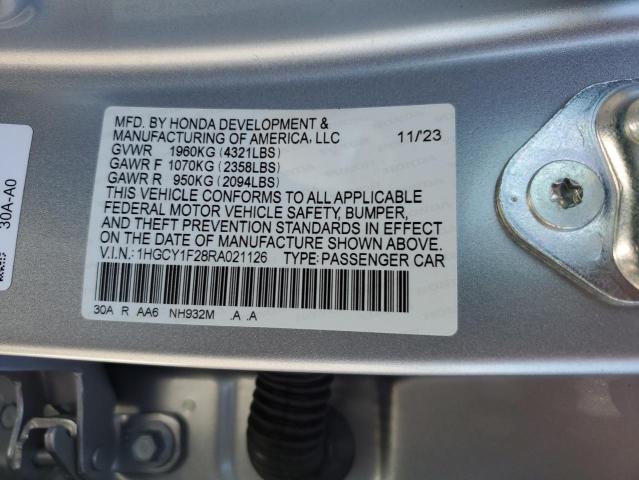 MFD. BY HONDA DEVELOPMENT &
MANUFACTURING OF AMERICA, LLC 11/23
GVWR 1960KG (4321LBS)
GAWR F 1070KG (2358LBS)
GAWR R 950KG (2094LBS)
THIS VEHICLE CONFORMS TO ALL APPLICABLE
FEDERAL MOTOR VEHICLE SAFETY, BUMPER,
AND THEFT PREVENTION STANDARDS IN EFFECT
ON THE DATE OF MANUFACTURE SHOWN ABOVE.
V.I.N.: 1HGCY1F28RA021126 TYPE: PASSENGER CAR
30A R AA6 NH932M .A .A
30A-A0